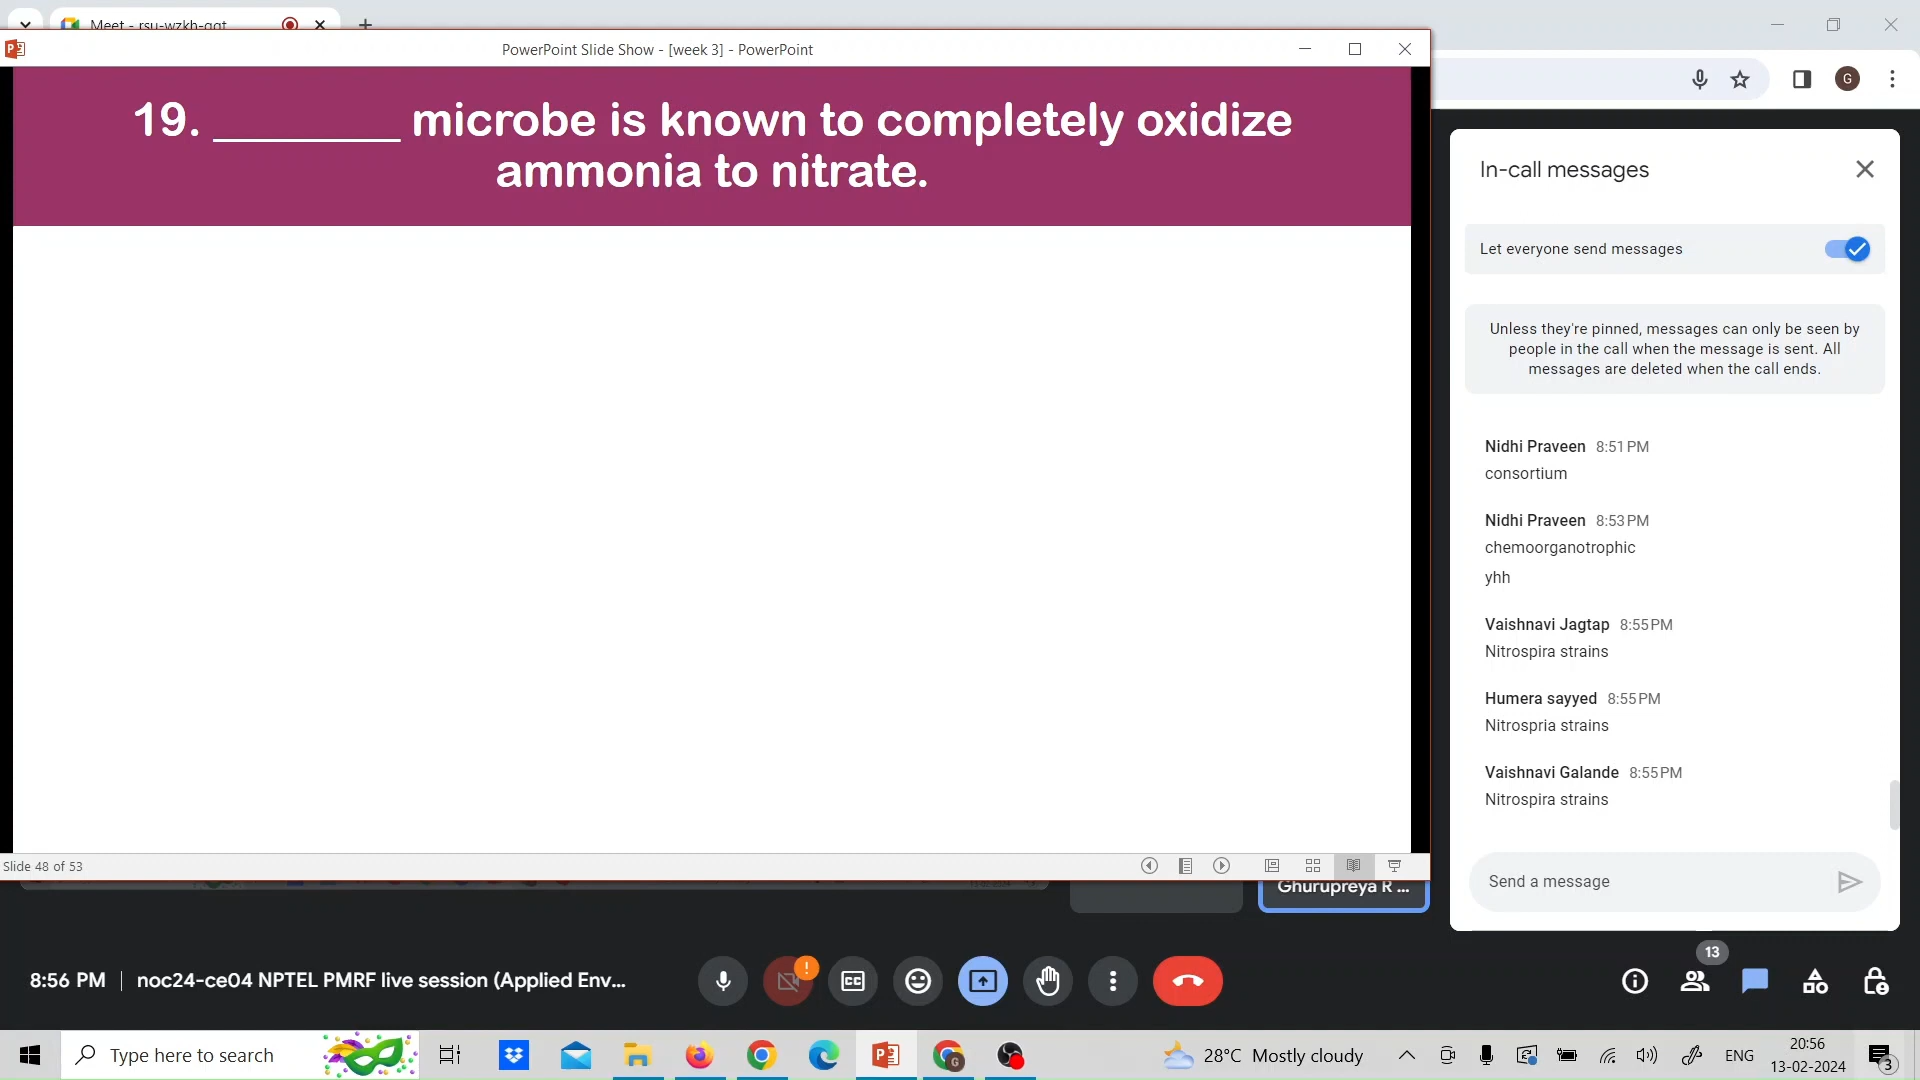 Meet - rsu-wzkh-gqt
PowerPoint Slide Show - [week 3] - PowerPoint
G
19. ________ microbe is known to completely oxidize
ammonia to nitrate.
In-call messages
Let everyone send messages
Unless they're pinned, messages can only be seen by
people in the call when the message is sent. All
messages are deleted when the call ends.
Nidhi Praveen 8:51 PM
consortium
Nidhi Praveen 8:53 PM
chemoorganotrophic
yhh
Vaishnavi Jagtap 8:55 PM
Nitrospira strains
Humera sayyed 8:55 PM
Nitrospria strains
Vaishnavi Galande 8:55 PM
Nitrospira strains
Send a message
Slide 48 of 53
Ghurupreya R ...
13
8:56 PM | noc24-ce04 NPTEL PMRF live session (Applied Env...
Type here to search
28°C Mostly cloudy
ENG
20:56
13-02-2024
3